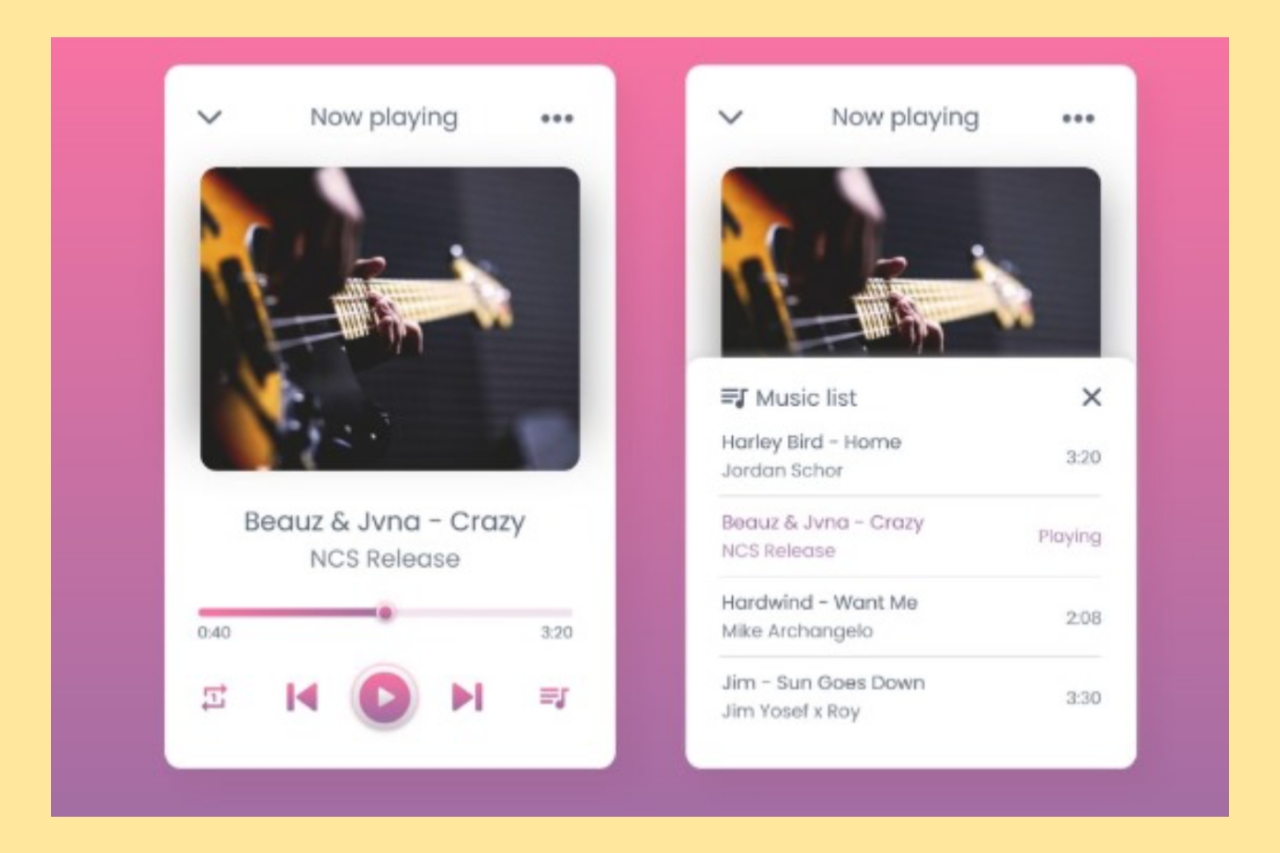 Now playing
Beauz & Jvna - Crazy
NCS Release
0:40 3:20
1
Now playing
Music list
Harley Bird - Home
Jordan Schor
3:20
Beauz & Jvna - Crazy
NCS Release
Playing
Hardwind - Want Me
Mike Archangelo
2:08
Jim - Sun Goes Down
Jim Yosef x Roy
3:30